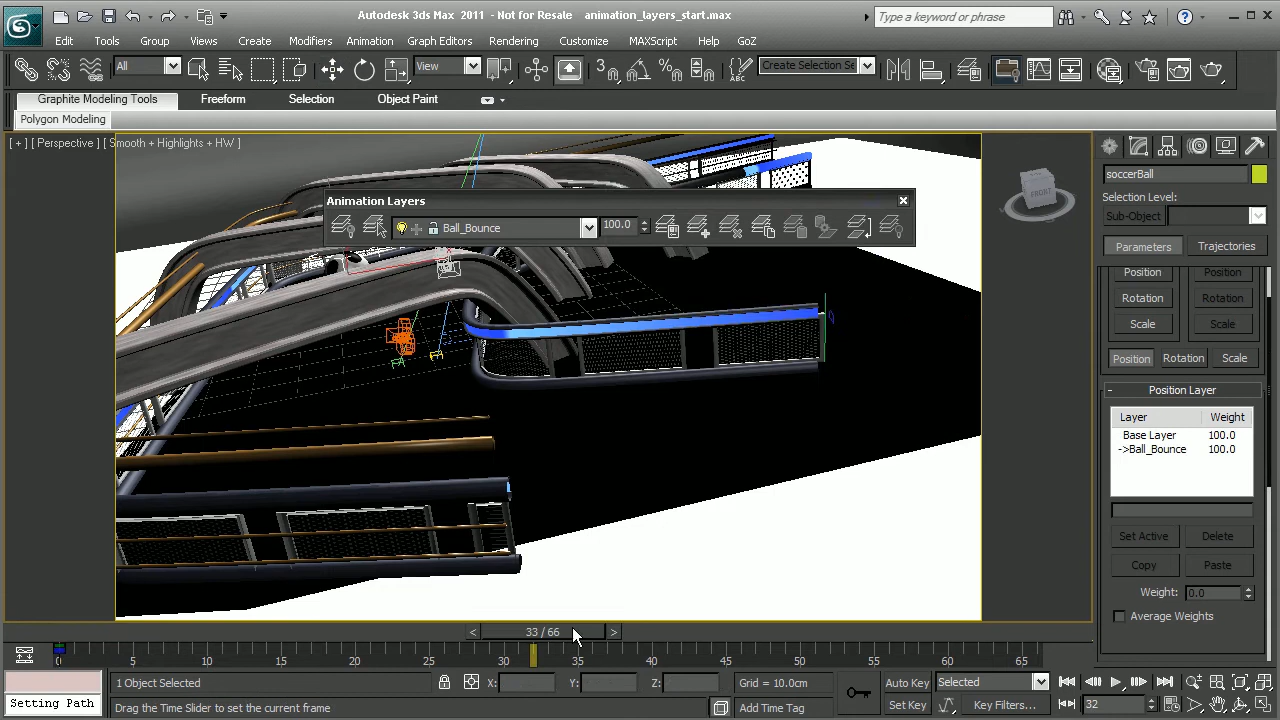 Autodesk 3ds Max 2011 - Not for Resale animation_layers_start.max
Type a keyword or phrase
Edit Tools Group Views Create Modifiers Animation Graph Editors Rendering Customize MAXScript Help GoZ
All View Create Selection Se
Graphite Modeling Tools Freeform Selection Object Paint
Polygon Modeling
[ + ] [ Perspective ] [ Smooth + Highlights + HW ]
FRONT
soccerBall
Selection Level:
Sub-Object
Animation Layers
Ball_Bounce 100.0
Parameters Trajectories
Position Position
Rotation Rotation
Scale Scale
Position Rotation Scale
- Position Layer
Layer Weight
Base Layer 100.0
->Ball_Bounce 100.0
Set Active Delete
Copy Paste
Weight: 0.0
Average Weights
< 33 / 66 >
0 5 10 15 20 25 30 35 40 45 50 55 60 65
1 Object Selected X: Y: Z: Grid = 10.0cm Auto Key Selected
Setting Path Drag the Time Slider to set the current frame Add Time Tag Set Key Key Filters... 32